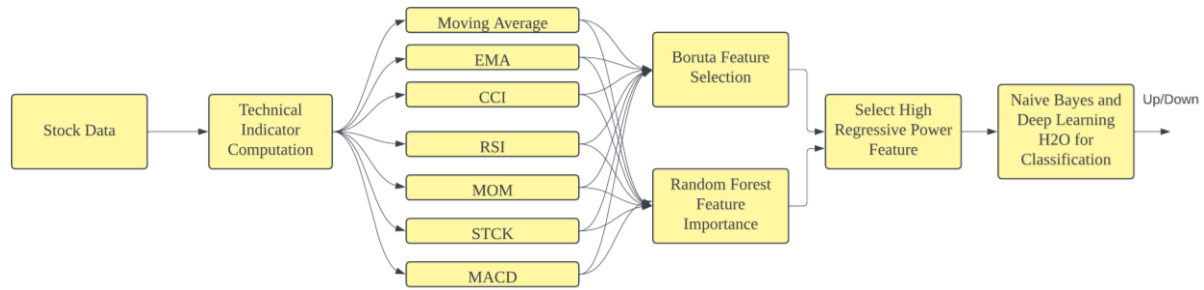 Stock Data
Technical
Indicator
Computation
Moving Average
EMA
CCI
RSI
MOM
STCK
MACD
Boruta Feature
Selection
Random Forest
Feature
Importance
Select High
Regressive Power
Feature
Naive Bayes and
Deep Learning
H2O for
Classification
Up/Down